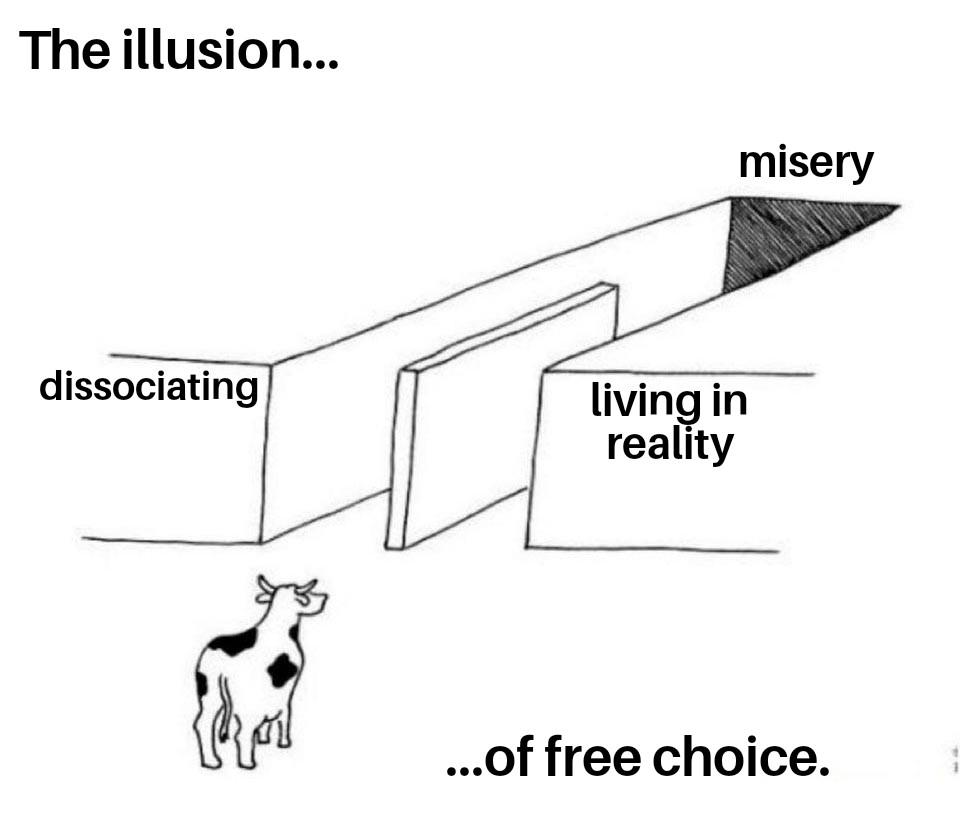 The illusion...
misery
dissociating
living in
reality
...of free choice.